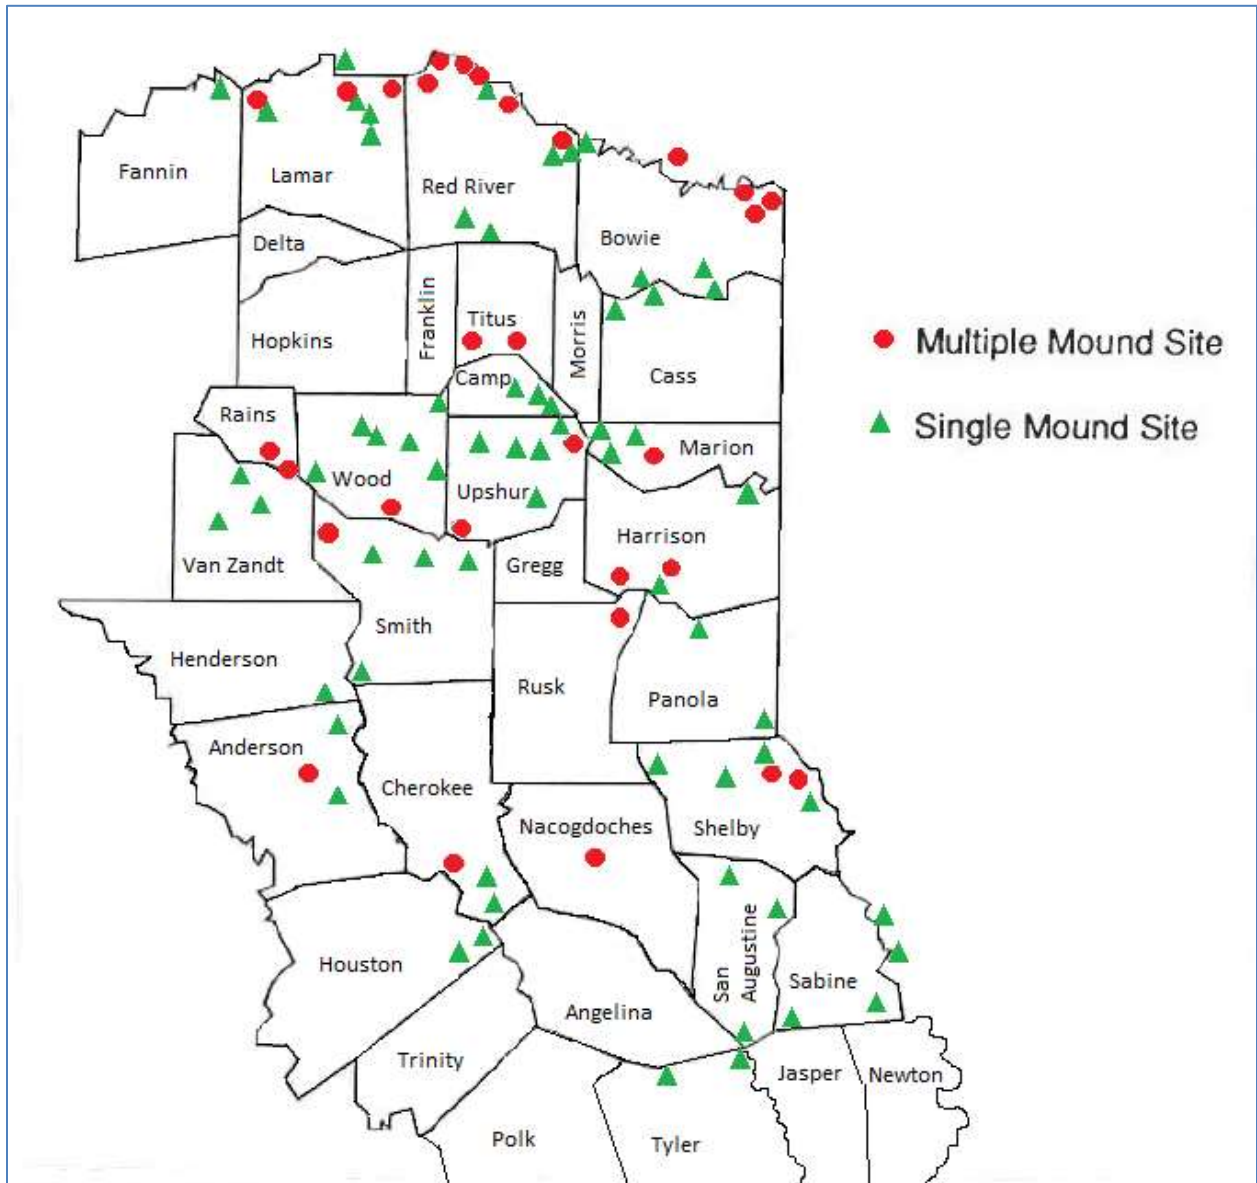 Fannin
Lamar
Red River
Delta
Bowie
Hopkins
Franklin
Titus
Morris
Camp
Cass
Multiple Mound Site
Single Mound Site
Rains
Wood
Upshur
Marion
Van Zandt
Gregg
Harrison
Smith
Henderson
Rusk
Panola
Anderson
Cherokee
Nacogdoches
Shelby
Houston
San
Augustine
Sabine
Angelina
Trinity
Jasper
Newton
Polk
Tyler